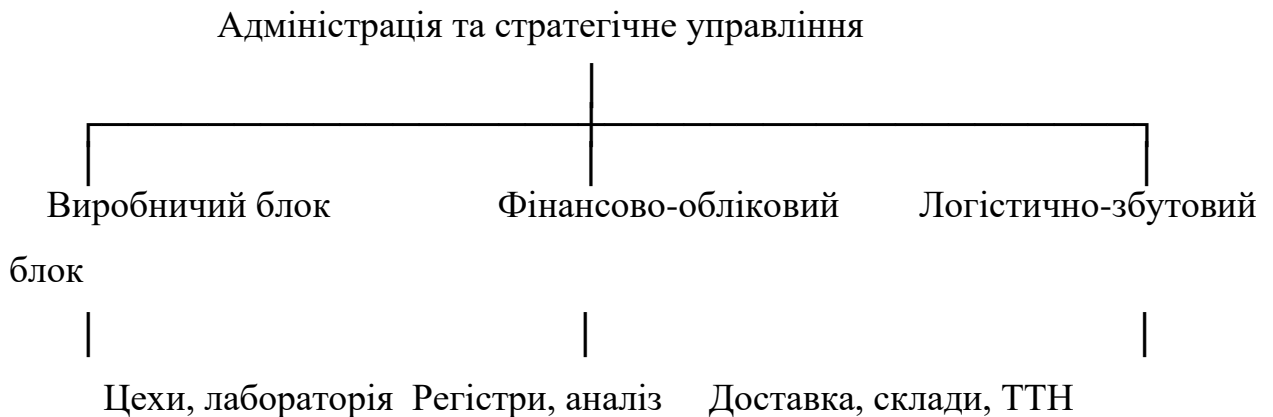 Адміністрація та стратегічне управління
Виробничий блок Фінансово-обліковий Логістично-збутовий
блок
Цехи, лабораторія Регістри, аналіз Доставка, склади, ТТН